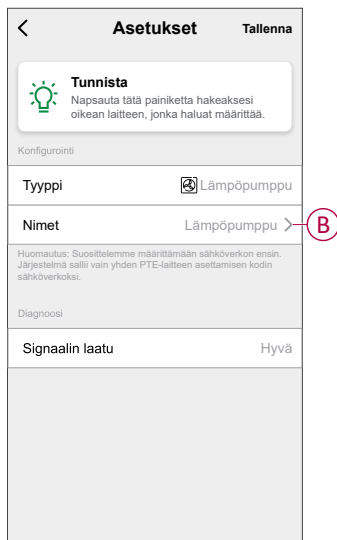 Asetukset Tallenna
Tunnista
Napsauta tätä painiketta hakeaksesi
oikean laitteen, jonka haluat määrittää.
Konfigurointi
Tyyppi Lämpöpumppu
Nimet Lämpöpumppu
B
Huomautus: Suosittelemme määrittämään sähköverkon ensin.
Järjestelmä sallii vain yhden PTE-laitteen asettamisen kodin
sähköverkoksi.
Diagnoosi
Signaalin laatu Hyvä